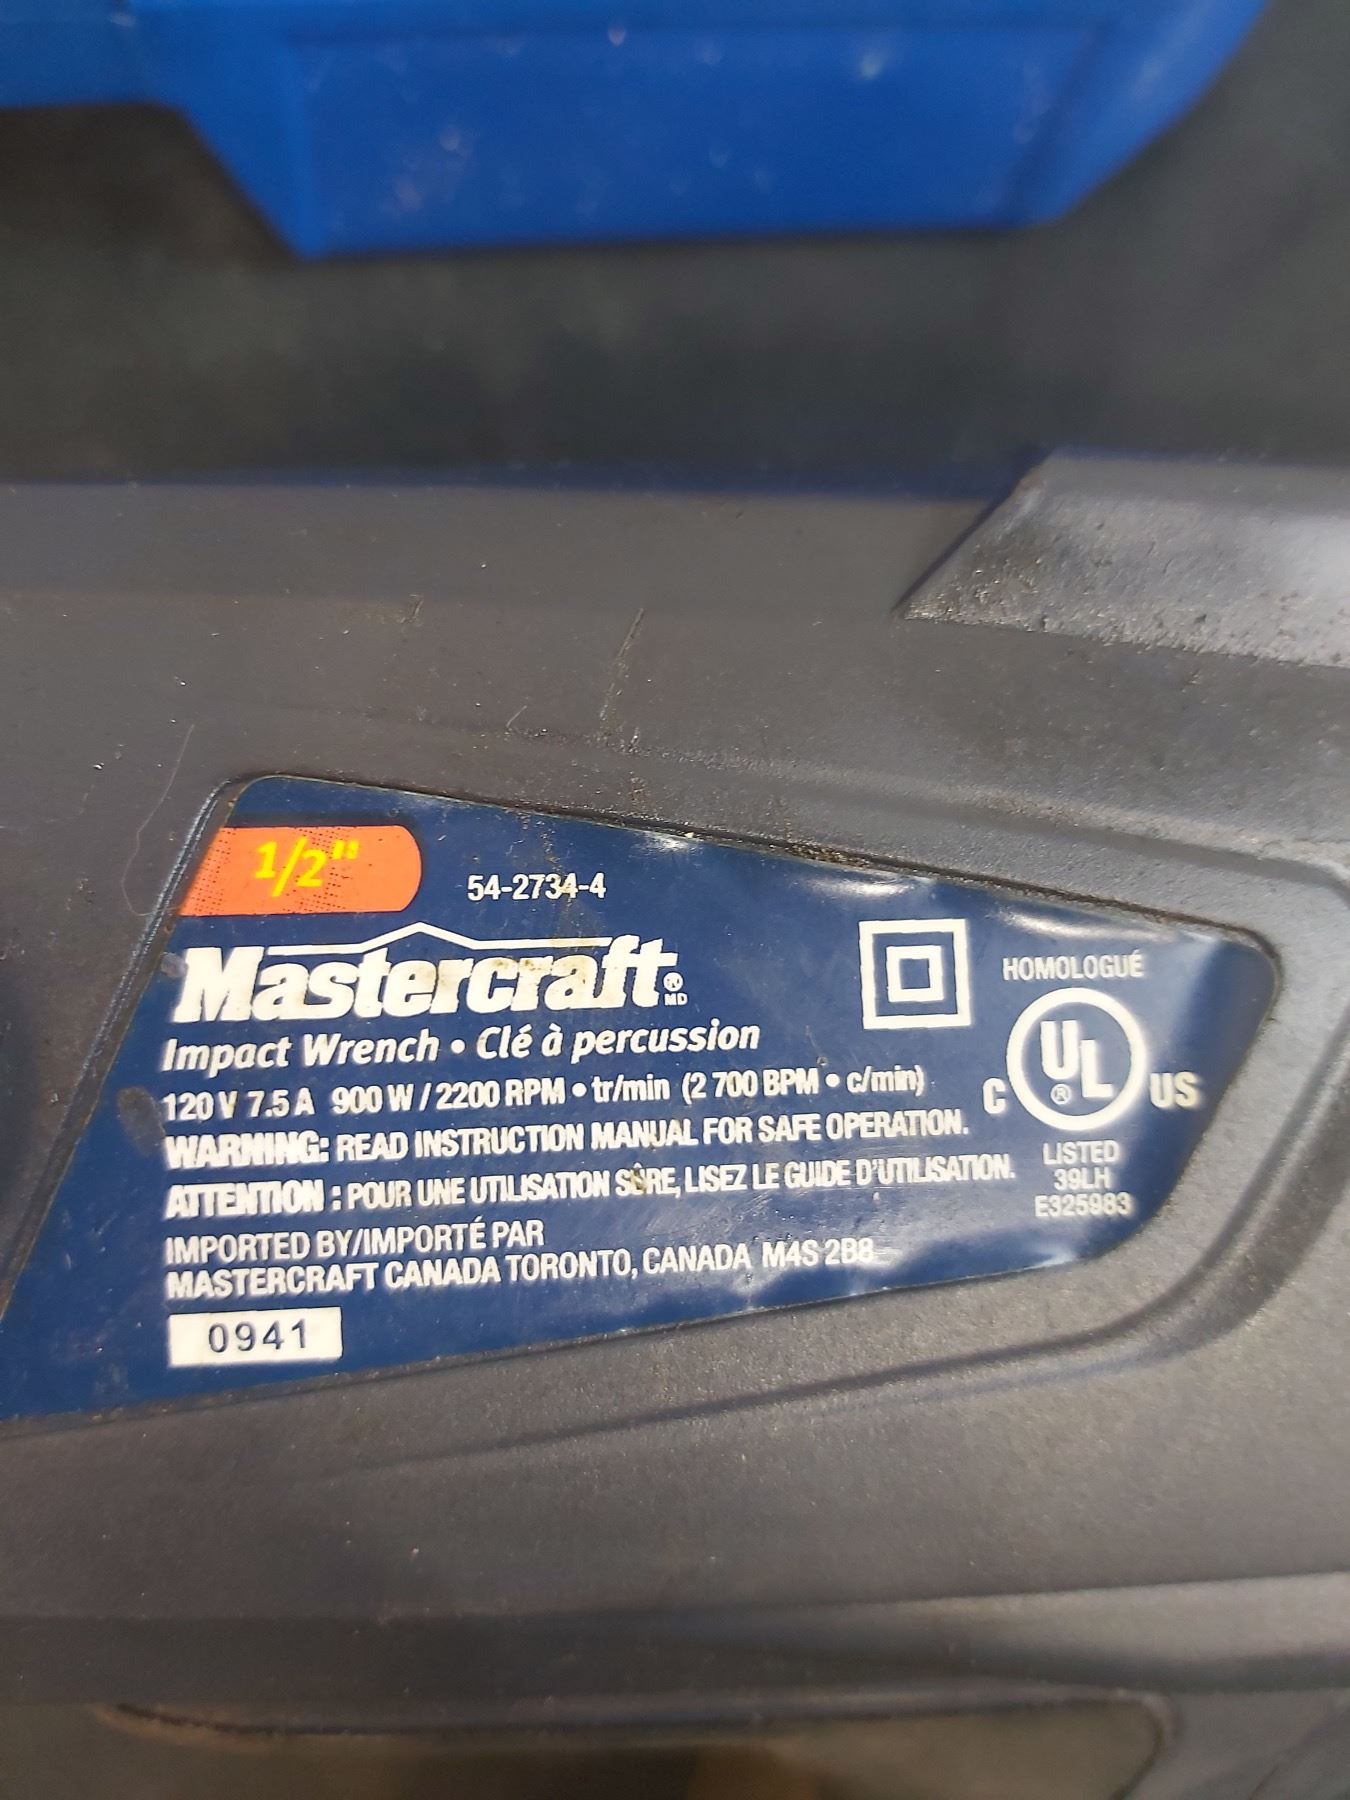 1/2"
54-2734-4
Mastercraft ® MD
Impact Wrench • Clé à percussion
120 V 7.5 A 900 W / 2200 RPM • tr/min (2 700 BPM • c/min)
WARNING: READ INSTRUCTION MANUAL FOR SAFE OPERATION.
ATTENTION : POUR UNE UTILISATION SÛRE, LISEZ LE GUIDE D'UTILISATION.
IMPORTED BY/IMPORTÉ PAR
MASTERCRAFT CANADA TORONTO, CANADA M4S 2B8
0941
HOMOLOGUÉ
C UL ® US
LISTED
39LH
E325983